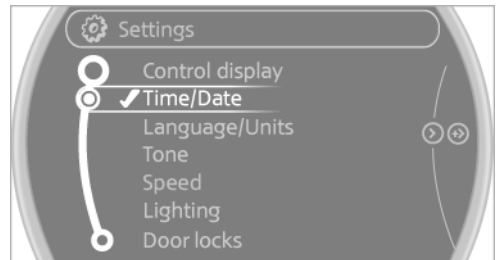 Settings
Control display
Time/Date
Language/Units
Tone
Speed
Lighting
Door locks